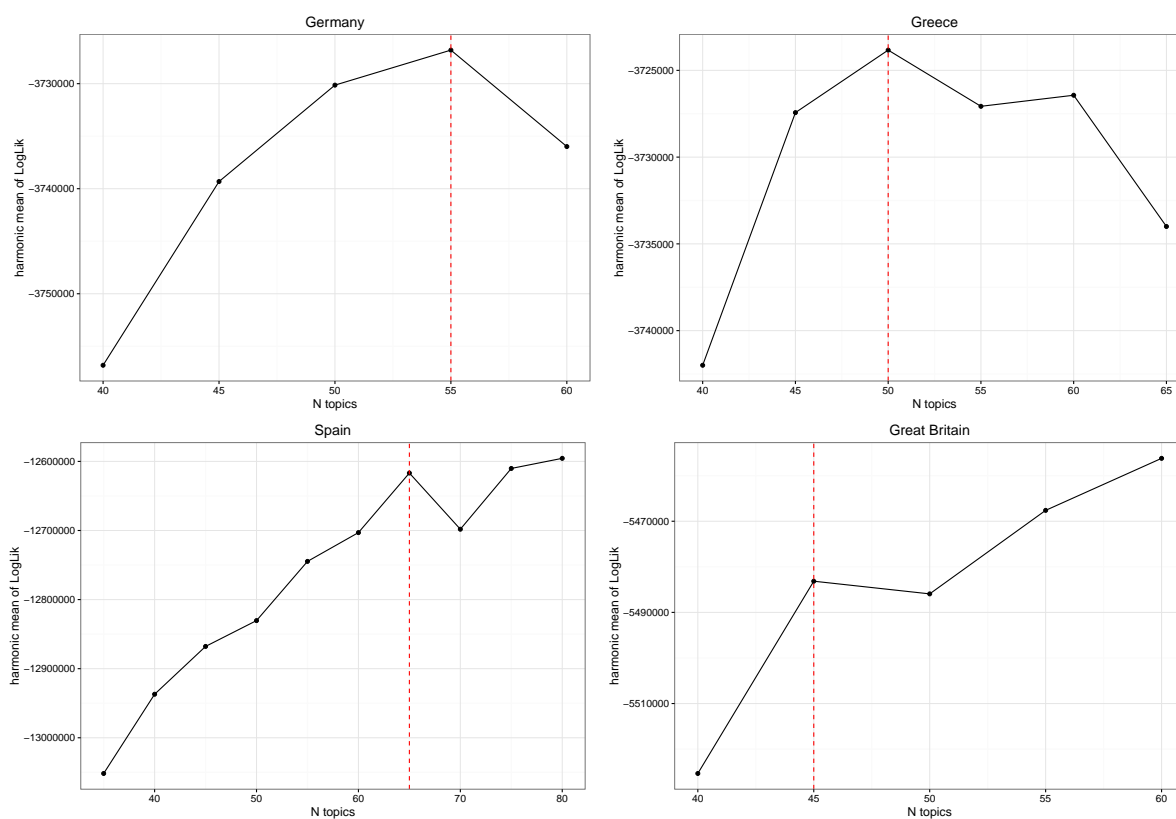 Germany
harmonic mean of LogLik
−3730000
−3740000
−3750000
40 45 50 55 60
N topics
Greece
harmonic mean of LogLik
−3725000
−3730000
−3735000
−3740000
40 45 50 55 60 65
N topics
Spain
harmonic mean of LogLik
−12600000
−12700000
−12800000
−12900000
−13000000
40 50 60 70 80
N topics
Great Britain
harmonic mean of LogLik
−5470000
−5490000
−5510000
40 45 50 55 60
N topics